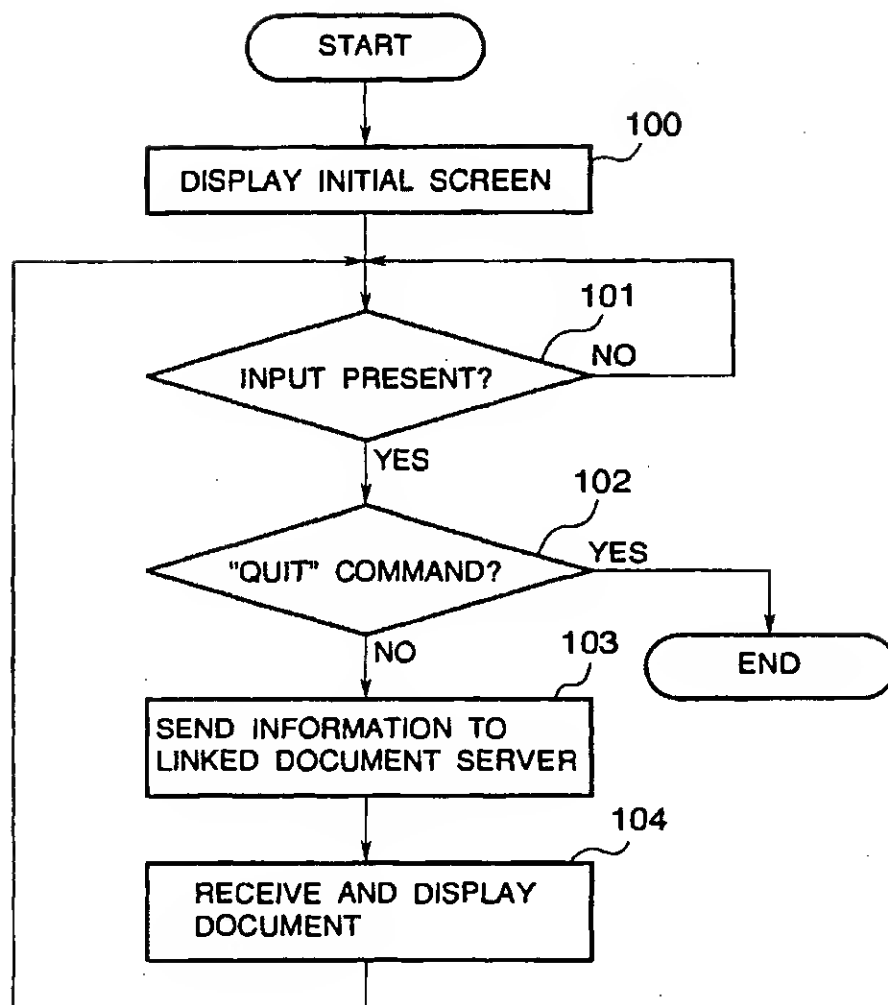 START
100
DISPLAY INITIAL SCREEN
101
INPUT PRESENT?
NO
YES
102
"QUIT" COMMAND?
YES
NO
END
103
SEND INFORMATION TO
LINKED DOCUMENT SERVER
104
RECEIVE AND DISPLAY
DOCUMENT